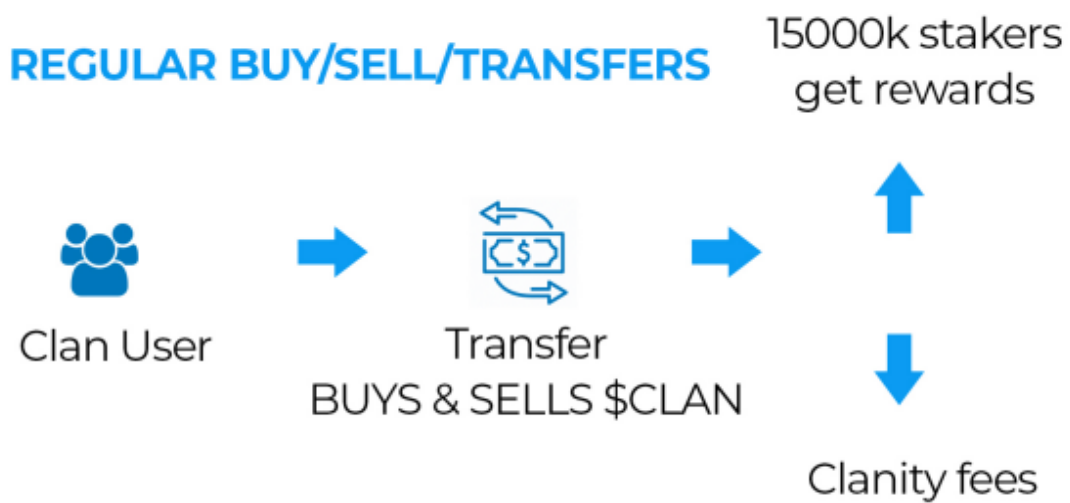 REGULAR BUY/SELL/TRANSFERS
15000k stakers
get rewards
$
Clan User
Transfer
BUYS & SELLS $CLAN
Clanity fees